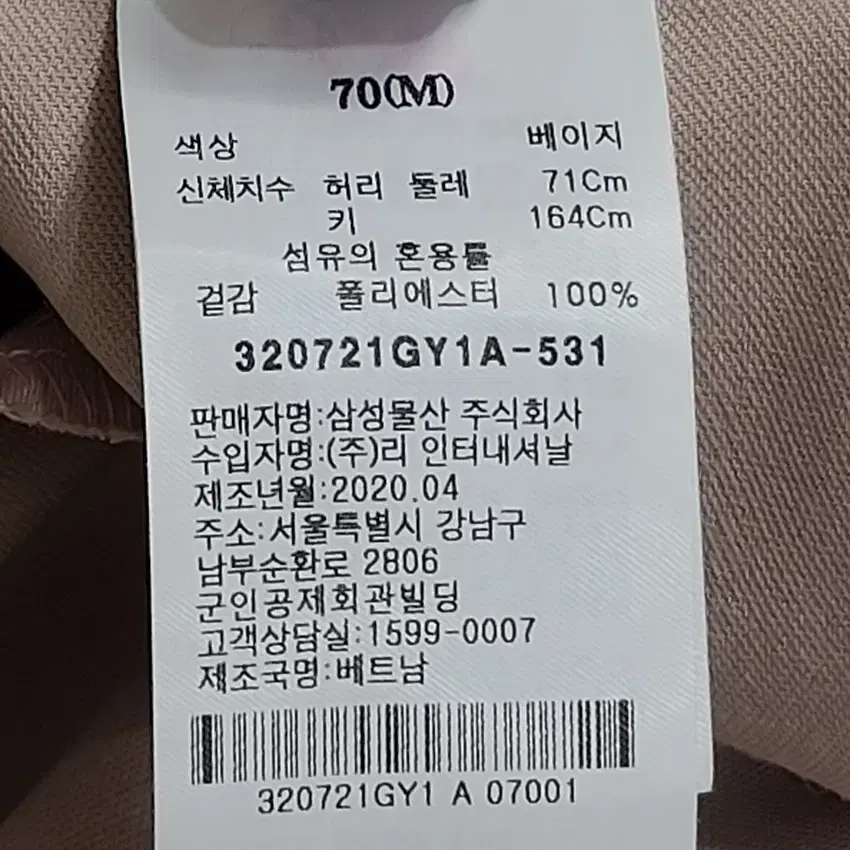 70(M)
색상 베이지
신체치수 허리 둘레 71Cm
키 164Cm
섬유의 혼용률
겉감 폴리에스터 100%
320721GY1A-531
판매자명:삼성물산 주식회사
수입자명:(주)리 인터내셔날
제조년월:2020.04
주소:서울특별시 강남구
남부순환로 2806
군인공제회관빌딩
고객상담실:1599-0007
제조국명:베트남
320721GY1 A 07001